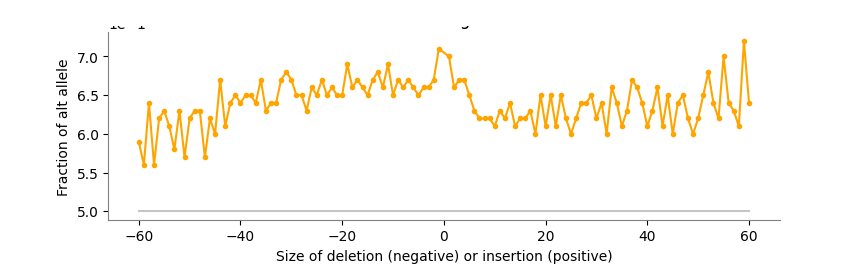 7.0
6.5
6.0
5.5
5.0
−60 −40 −20 0 20 40 60
Fraction of alt allele
Size of deletion (negative) or insertion (positive)